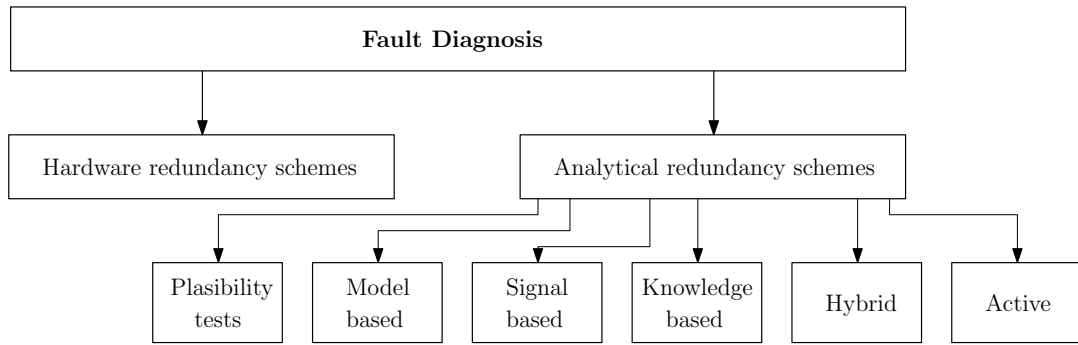 Fault Diagnosis
Hardware redundancy schemes
Analytical redundancy schemes
Plasibility
tests
Model
based
Signal
based
Knowledge
based
Hybrid
Active